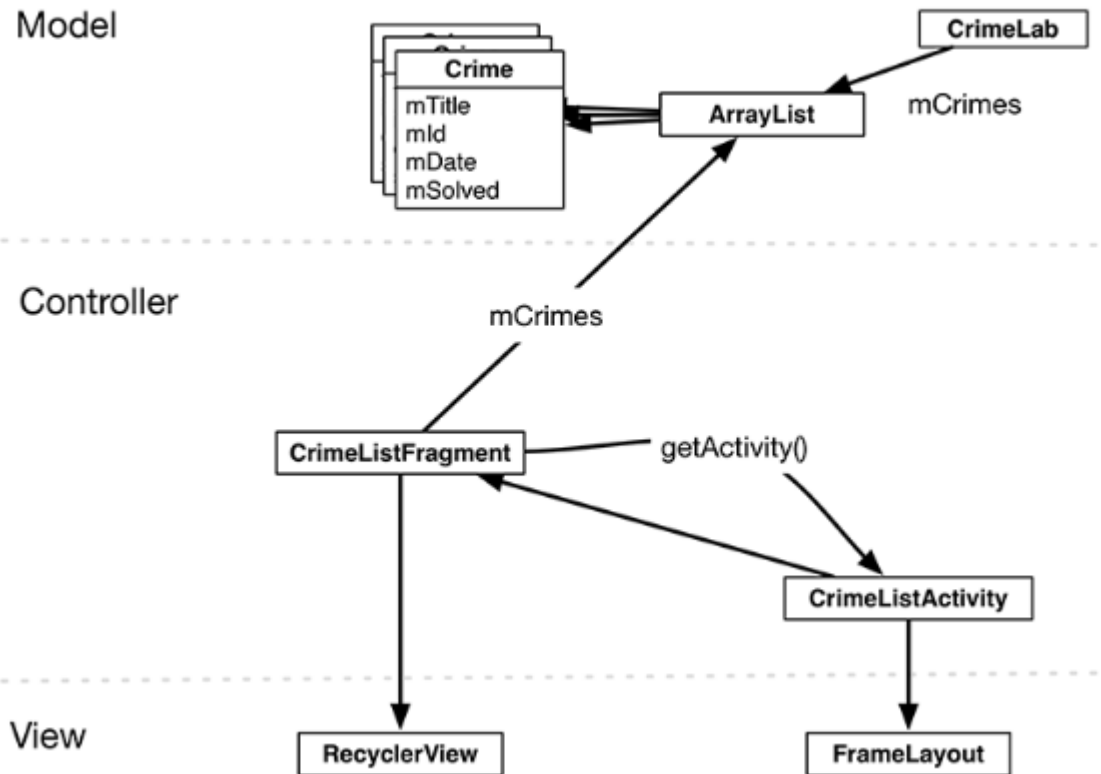 Model
CrimeLab
Crime
mTitle
mId
mDate
mSolved
ArrayList
mCrimes
Controller
mCrimes
CrimeListFragment
getActivity()
CrimeListActivity
View
RecyclerView
FrameLayout